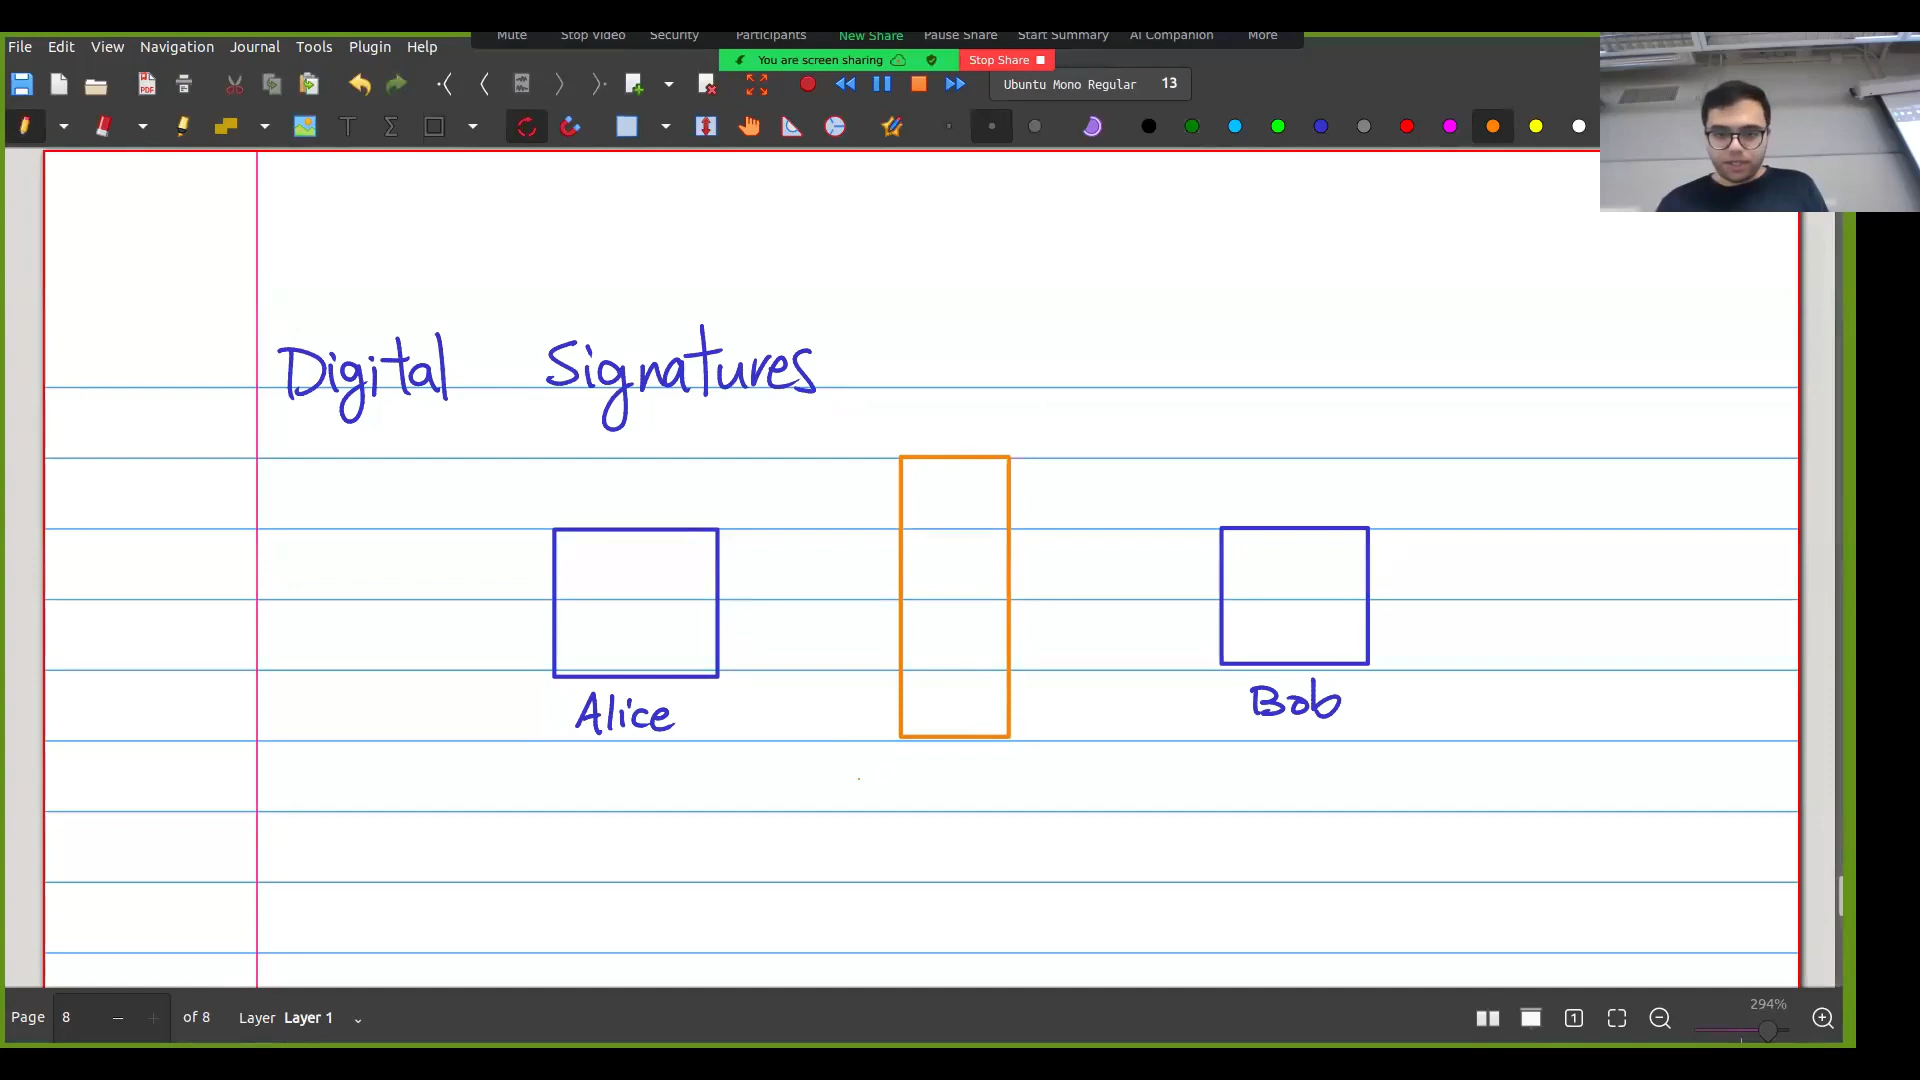 Mute Stop Video Security Participants New Share Pause Share Start Summary AI Companion More
File Edit View Navigation Journal Tools Plugin Help
You are screen sharing Stop Share
PDF Ubuntu Mono Regular 13
Digital Signatures
Alice
Bob
294%
Page 8 of 8 Layer Layer 1
1